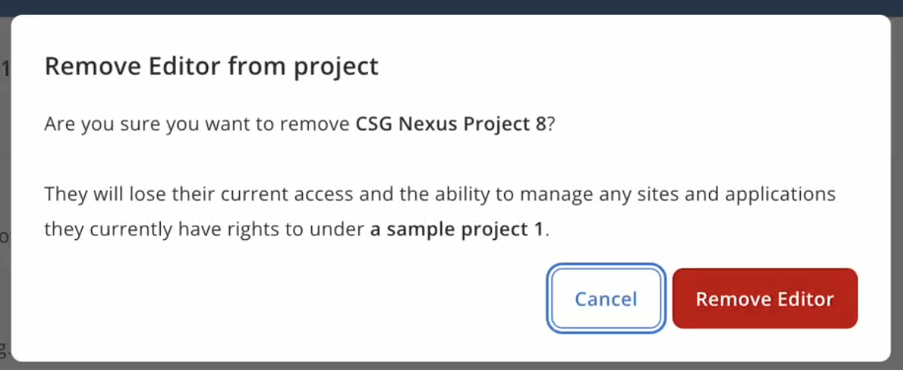 Remove Editor from project
Are you sure you want to remove CSG Nexus Project 8?
They will lose their current access and the ability to manage any sites and applications
they currently have rights to under a sample project 1.
Cancel
Remove Editor